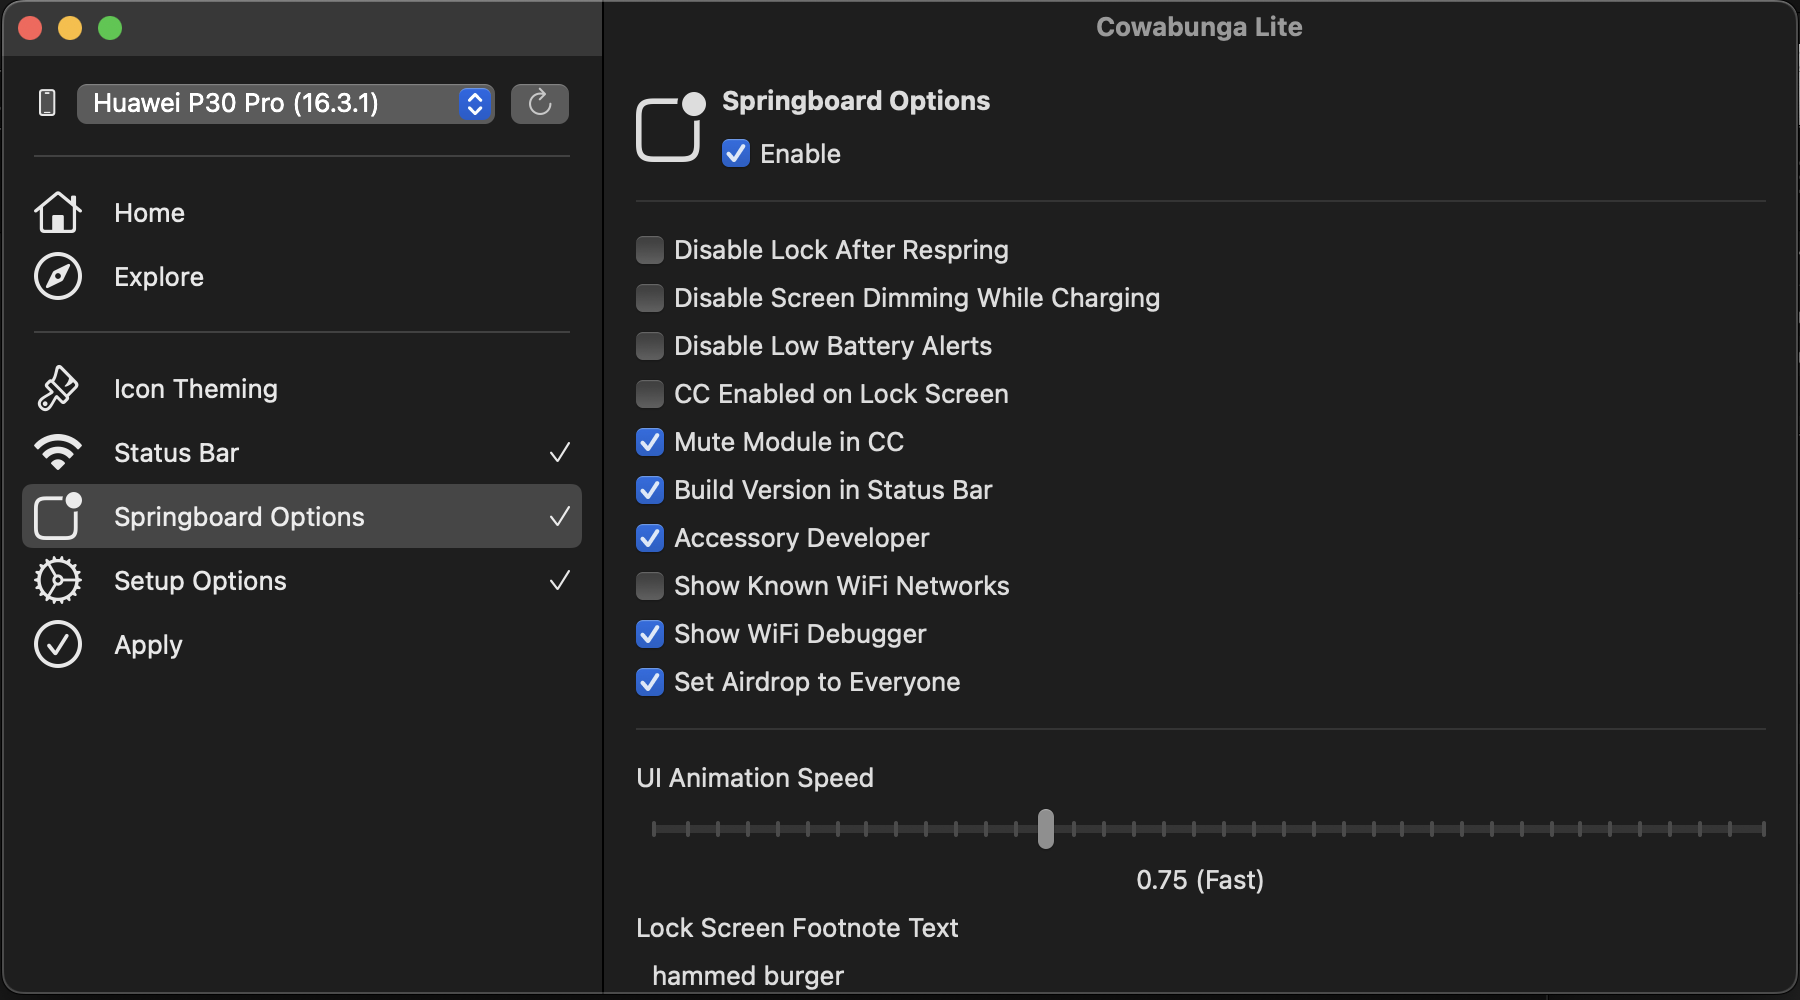 Cowabunga Lite
Huawei P30 Pro (16.3.1)
Home
Explore
Icon Theming
Status Bar
Springboard Options
Setup Options
Apply
Springboard Options
Enable
Disable Lock After Respring
Disable Screen Dimming While Charging
Disable Low Battery Alerts
CC Enabled on Lock Screen
Mute Module in CC
Build Version in Status Bar
Accessory Developer
Show Known WiFi Networks
Show WiFi Debugger
Set Airdrop to Everyone
UI Animation Speed
0.75 (Fast)
Lock Screen Footnote Text
hammed burger